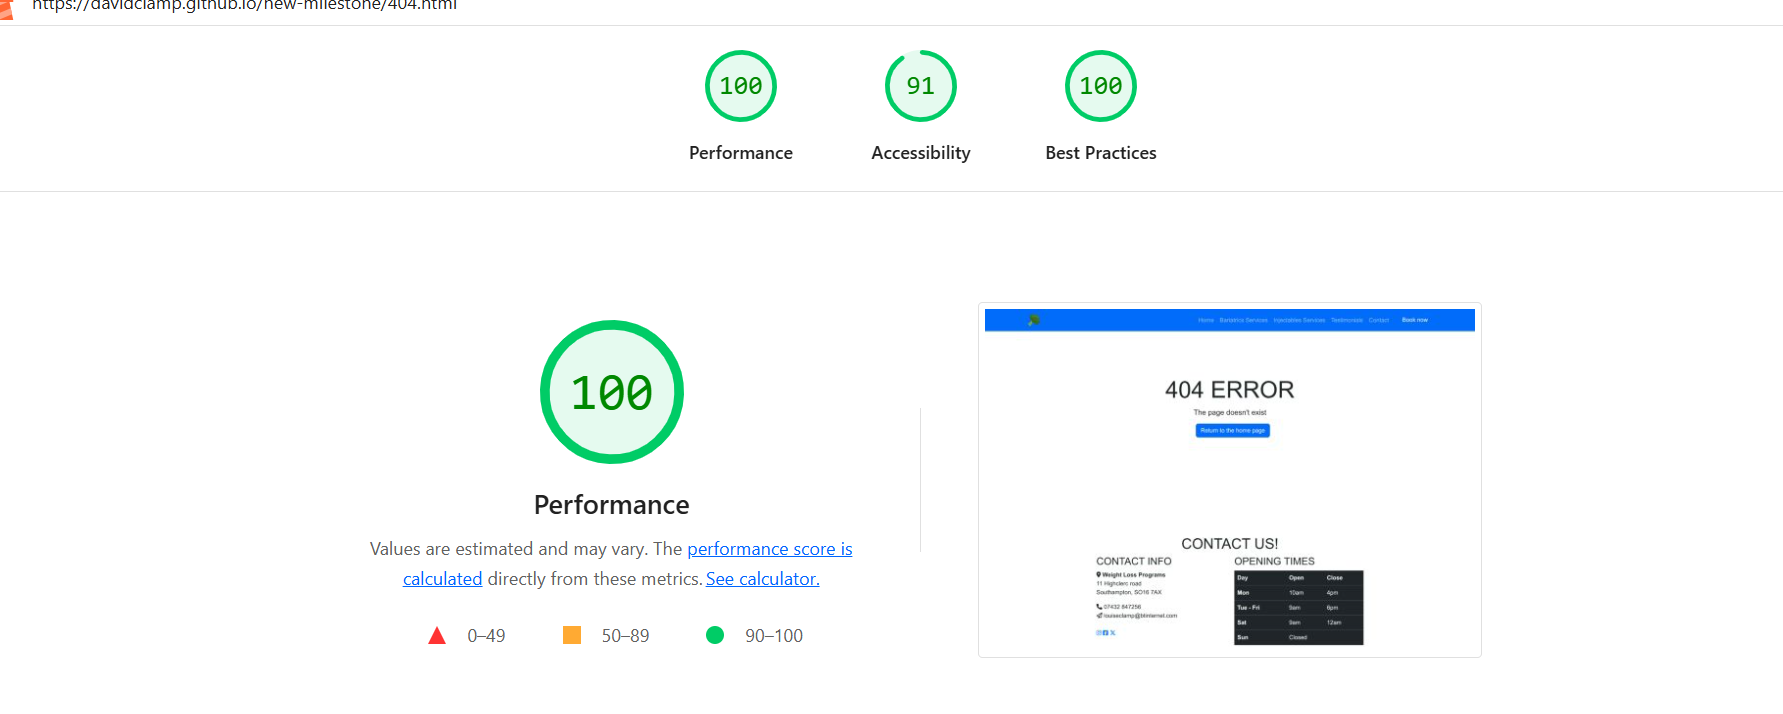 https://davidclamp.github.io/new-milestone/404.html
100
91
100
Performance
Accessibility
Best Practices
100
Performance
Values are estimated and may vary. The performance score is
calculated directly from these metrics. See calculator.
0–49
50–89
90–100
Home Bariatrics Services Injectables Services Testimonials Contact Book now
404 ERROR
The page doesn't exist
Return to the home page
CONTACT US!
CONTACT INFO
Weight Loss Programs
11 Highclerc road
Southampton, SO16 7AX
07432 847256
louiseclamp@btinternet.com
OPENING TIMES
Day Open Close
Mon 10am 4pm
Tue - Fri 9am 6pm
Sat 9am 12am
Sun Closed